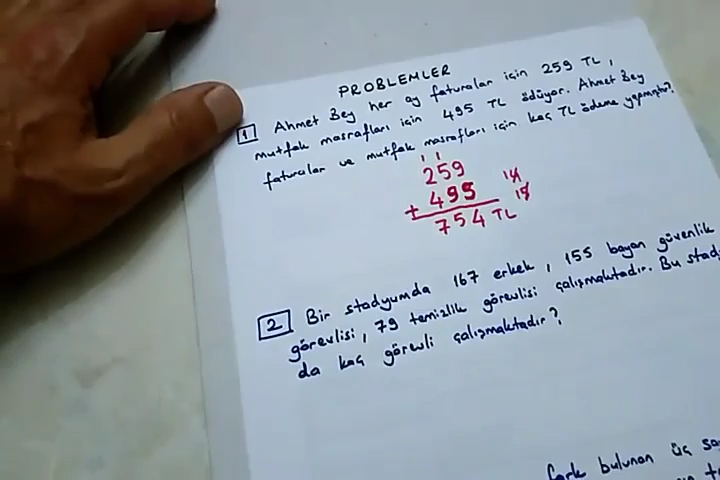 PROBLEMLER
1 Ahmet Bey her ay faturalar için 259 TL,
mutfak masrafları için 495 TL ödüyor. Ahmet Bey
faturalar ve mutfak masrafları için kaç TL ödeme yapmıştır?
1 1
259
14
+ 495
15
754 TL
2 Bir stadyumda 167 erkek, 155 bayan güvenlik
görevlisi, 79 temizlik görevlisi çalışmaktadır. Bu stad
da kaç görevli çalışmaktadır?
fark bulunan üç